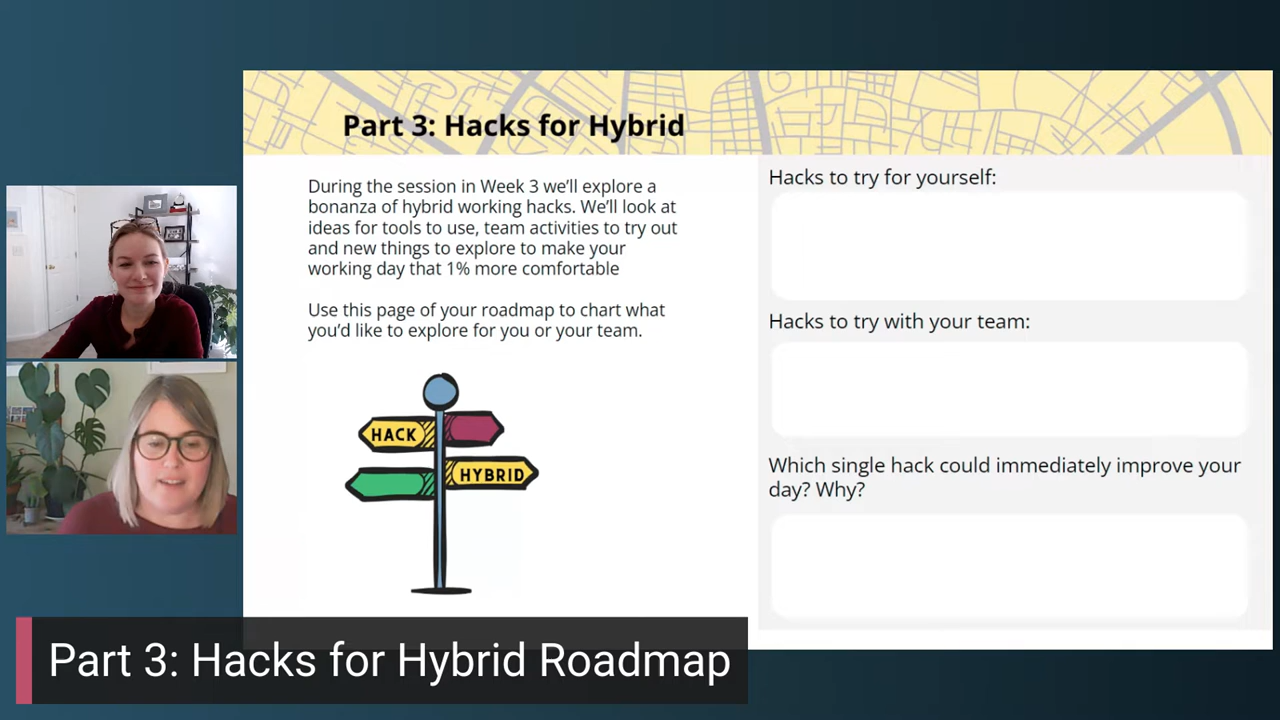 Part 3: Hacks for Hybrid
During the session in Week 3 we'll explore a
bonanza of hybrid working hacks. We'll look at
ideas for tools to use, team activities to try out
and new things to explore to make your
working day that 1% more comfortable
Use this page of your roadmap to chart what
you'd like to explore for you or your team.
HACK
HYBRID
Hacks to try for yourself:
Hacks to try with your team:
Which single hack could immediately improve your
day? Why?
Part 3: Hacks for Hybrid Roadmap